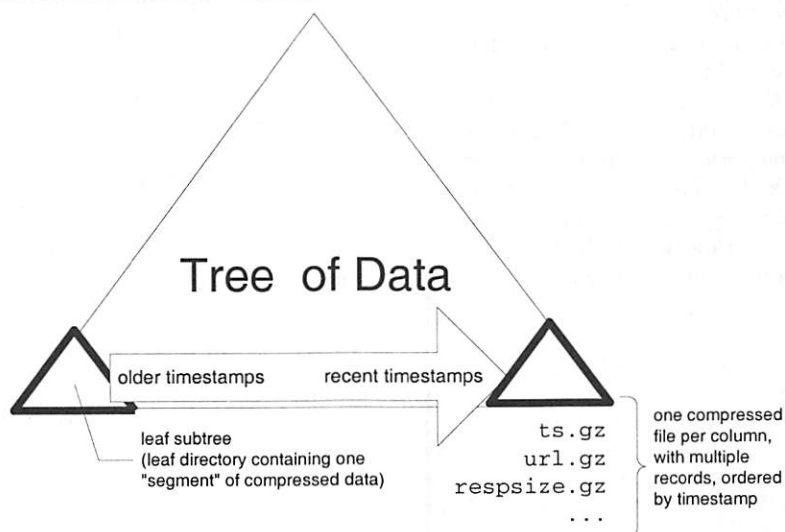 Tree of Data
older timestamps recent timestamps
leaf subtree
(leaf directory containing one
"segment" of compressed data)
ts.gz
url.gz
respsize.gz
...
one compressed
file per column,
with multiple
records, ordered
by timestamp